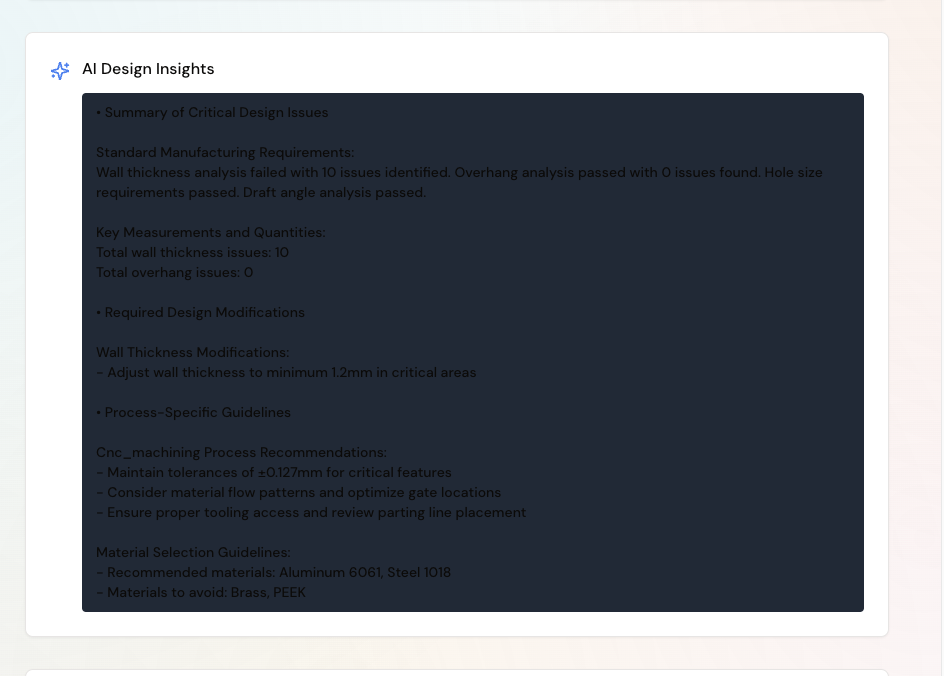 AI Design Insights
• Summary of Critical Design Issues
Standard Manufacturing Requirements:
Wall thickness analysis failed with 10 issues identified. Overhang analysis passed with 0 issues found. Hole size
requirements passed. Draft angle analysis passed.
Key Measurements and Quantities:
Total wall thickness issues: 10
Total overhang issues: 0
• Required Design Modifications
Wall Thickness Modifications:
- Adjust wall thickness to minimum 1.2mm in critical areas
• Process-Specific Guidelines
Cnc_machining Process Recommendations:
- Maintain tolerances of ±0.127mm for critical features
- Consider material flow patterns and optimize gate locations
- Ensure proper tooling access and review parting line placement
Material Selection Guidelines:
- Recommended materials: Aluminum 6061, Steel 1018
- Materials to avoid: Brass, PEEK